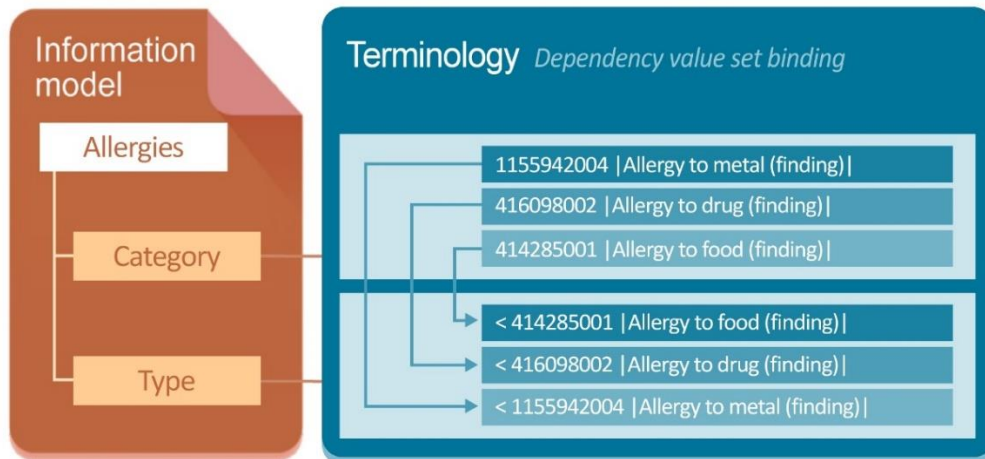 Information
model
Allergies
Category
Type
Terminology Dependency value set binding
1155942004 |Allergy to metal (finding)|
416098002 |Allergy to drug (finding)|
414285001 |Allergy to food (finding)|
< 414285001 |Allergy to food (finding)|
< 416098002 |Allergy to drug (finding)|
< 1155942004 |Allergy to metal (finding)|